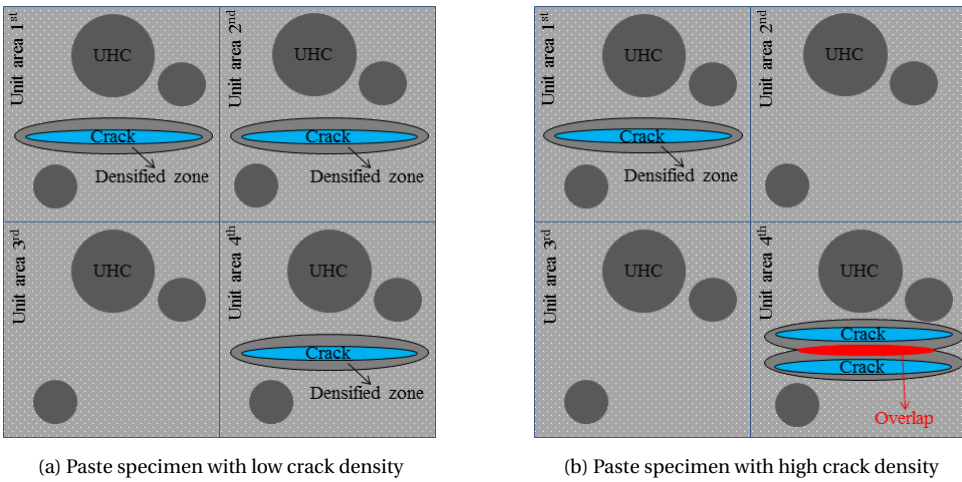 Unit area 1st
UHC
Crack
Densified zone
Unit area 2nd
UHC
Crack
Densified zone
Unit area 3rd
UHC
Unit area 4th
UHC
Crack
Densified zone
(a) Paste specimen with low crack density
Unit area 1st
UHC
Crack
Densified zone
Unit area 2nd
UHC
Unit area 3rd
UHC
Unit area 4th
UHC
Crack
Crack
Overlap
(b) Paste specimen with high crack density